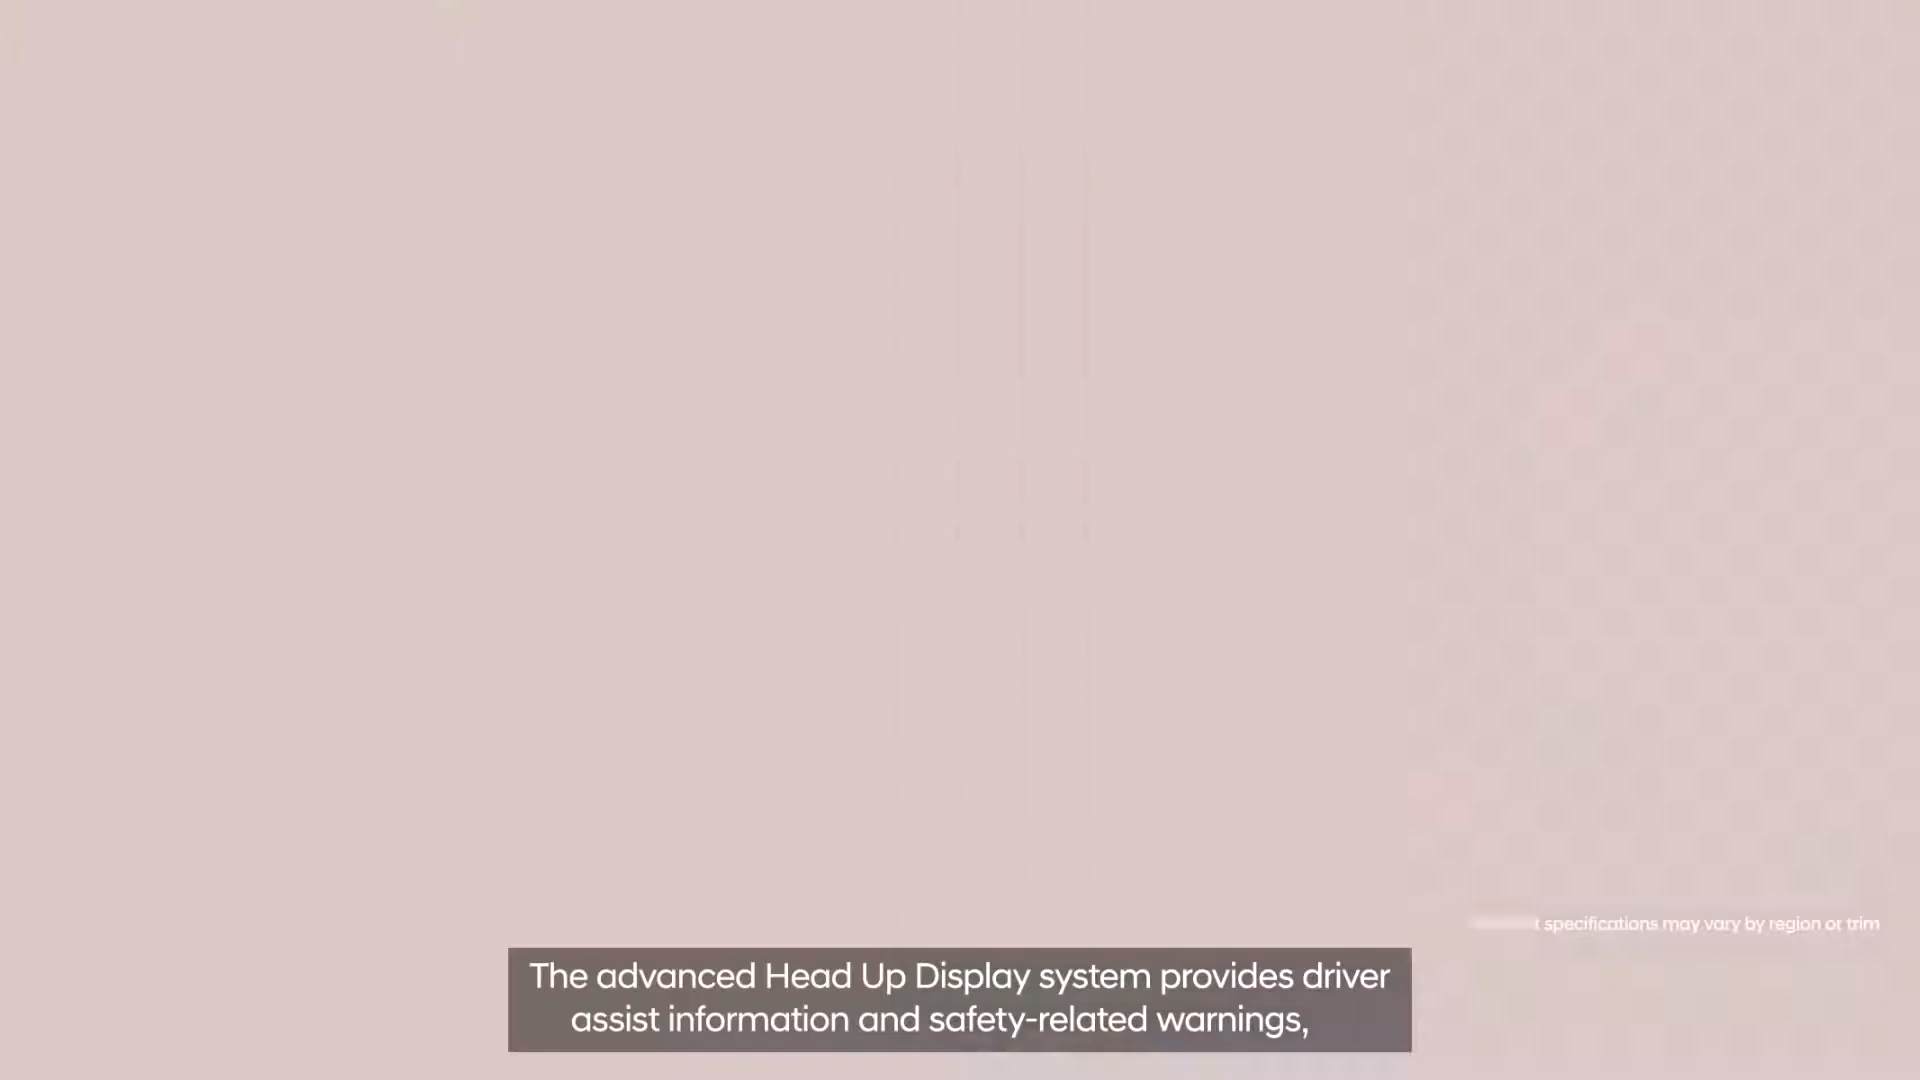 t specifications may vary by region or trim
The advanced Head Up Display system provides driver
assist information and safety-related warnings,